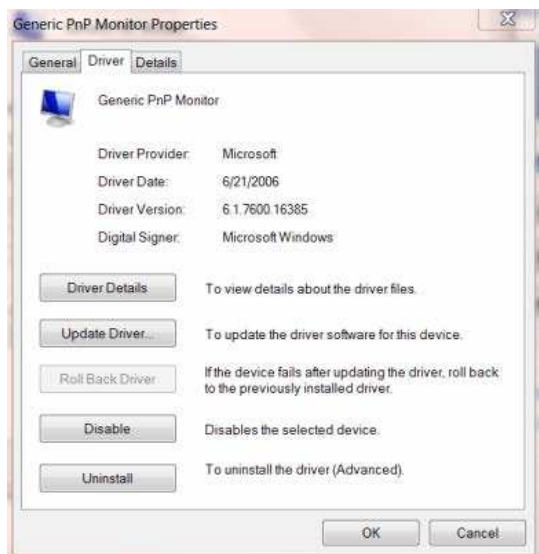 Generic PnP Monitor Properties
General Driver Details
Generic PnP Monitor
Driver Provider: Microsoft
Driver Date: 6/21/2006
Driver Version: 6.1.7600.16385
Digital Signer: Microsoft Windows
Driver Details To view details about the driver files.
Update Driver... To update the driver software for this device.
Roll Back Driver If the device fails after updating the driver, roll back
to the previously installed driver.
Disable Disables the selected device.
Uninstall To uninstall the driver (Advanced).
OK Cancel